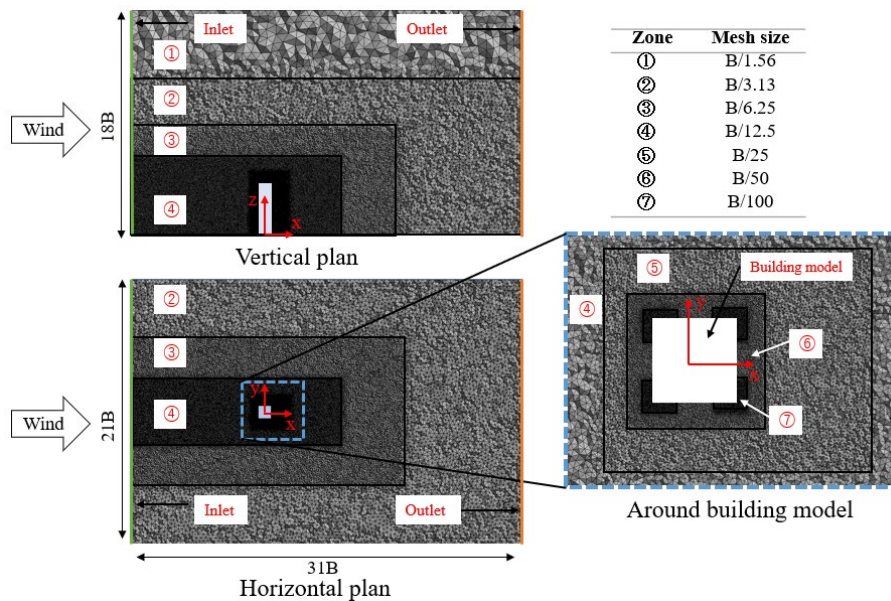 Inlet
Outlet
①
②
③
④
Wind
18B
z
x
Vertical plan
Zone Mesh size
① B/1.56
② B/3.13
③ B/6.25
④ B/12.5
⑤ B/25
⑥ B/50
⑦ B/100
②
③
④
y
x
Wind
21B
Inlet
Outlet
31B
Horizontal plan
⑤
Building model
④
y
x
⑥
⑦
Around building model